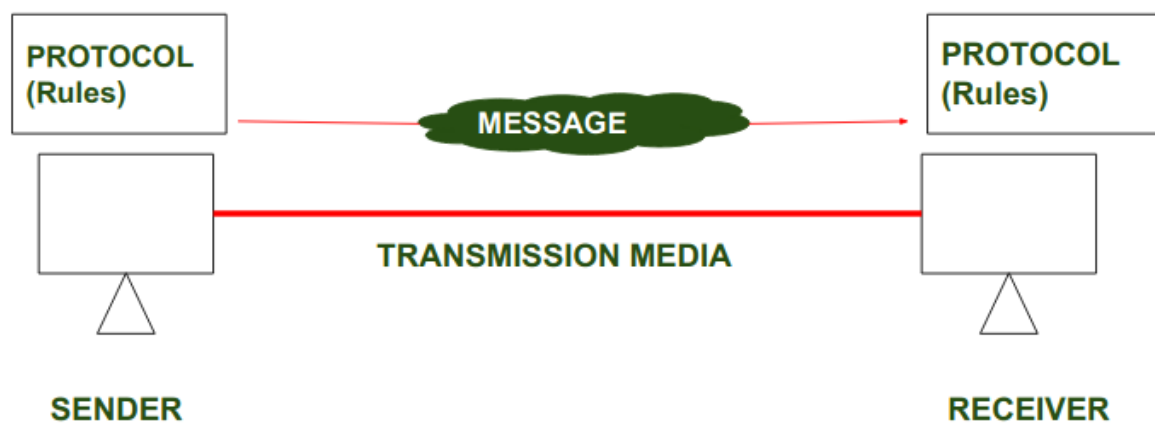 PROTOCOL
(Rules)
PROTOCOL
(Rules)
MESSAGE
TRANSMISSION MEDIA
SENDER
RECEIVER